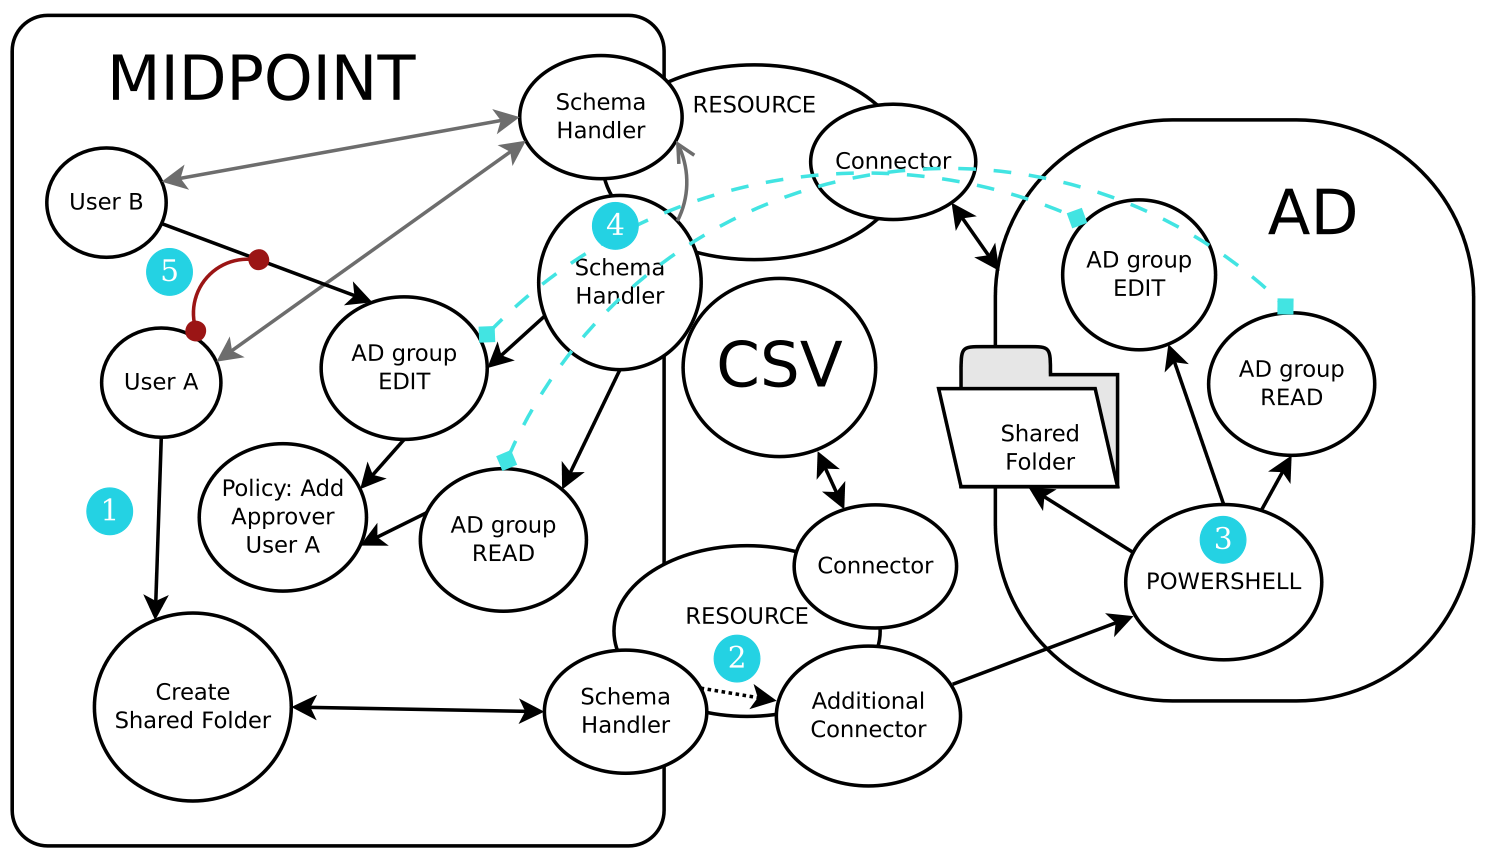 MIDPOINT
Schema
Handler
RESOURCE
Connector
AD
User B
4
5
Schema
Handler
AD group
EDIT
User A
AD group
EDIT
CSV
AD group
READ
Shared
Folder
Policy: Add
Approver
User A
1
AD group
READ
Connector
3
POWERSHELL
RESOURCE
2
Create
Shared Folder
Schema
Handler
Additional
Connector